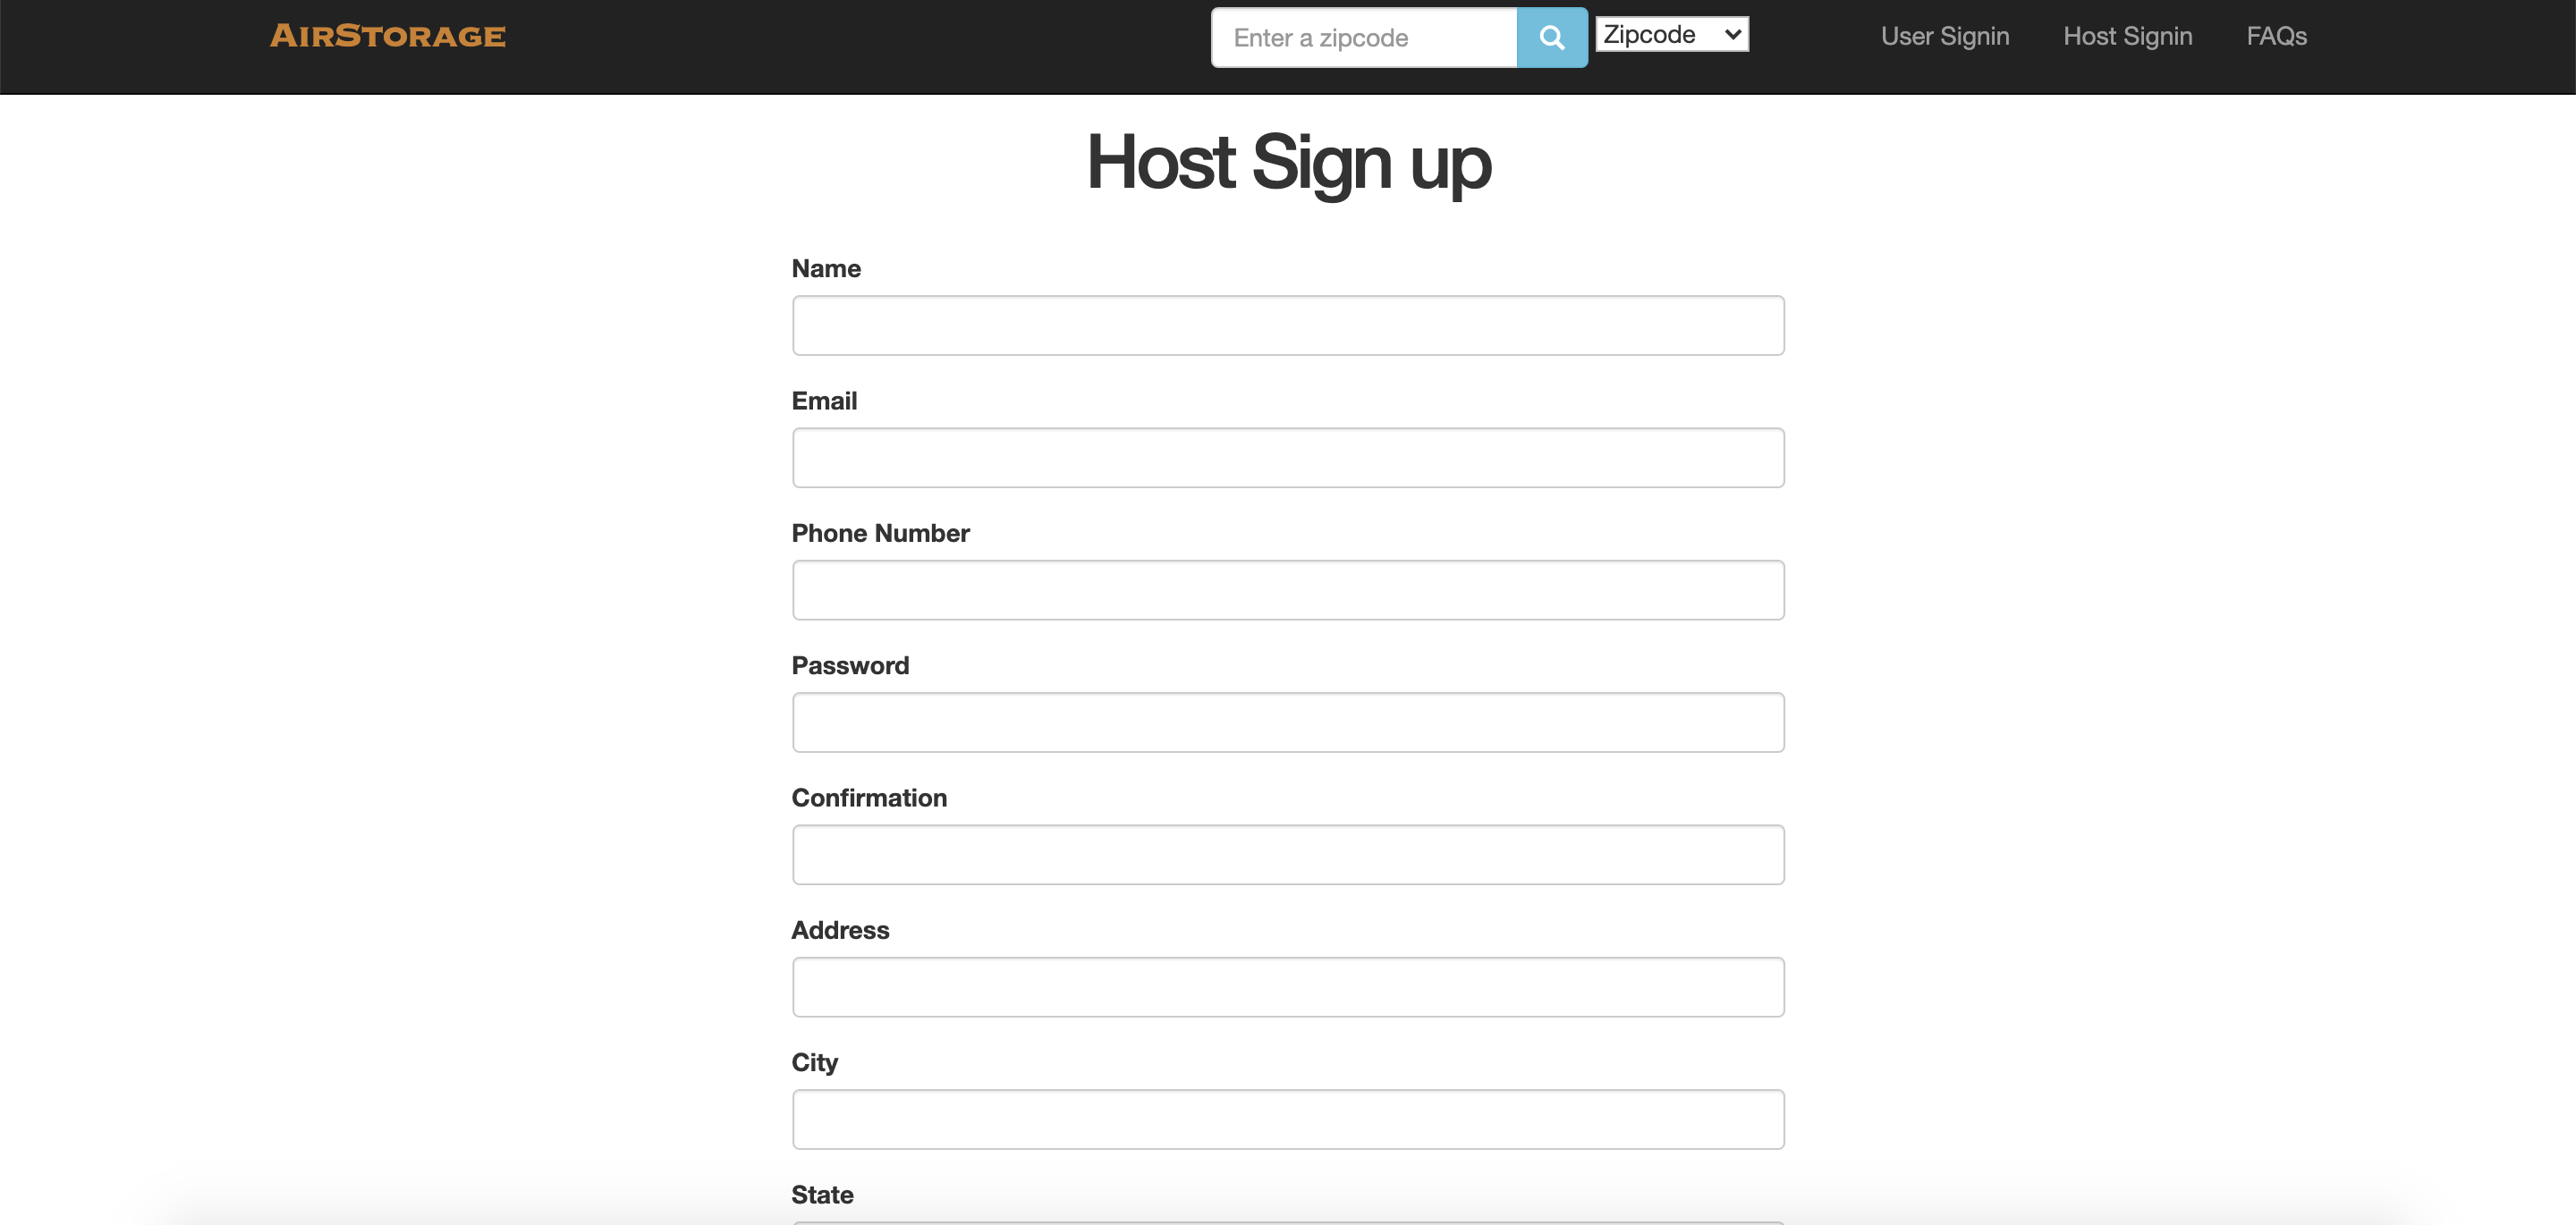 AIRSTORAGE
Enter a zipcode
Zipcode
User Signin
Host Signin
FAQs
Host Sign up
Name
Email
Phone Number
Password
Confirmation
Address
City
State